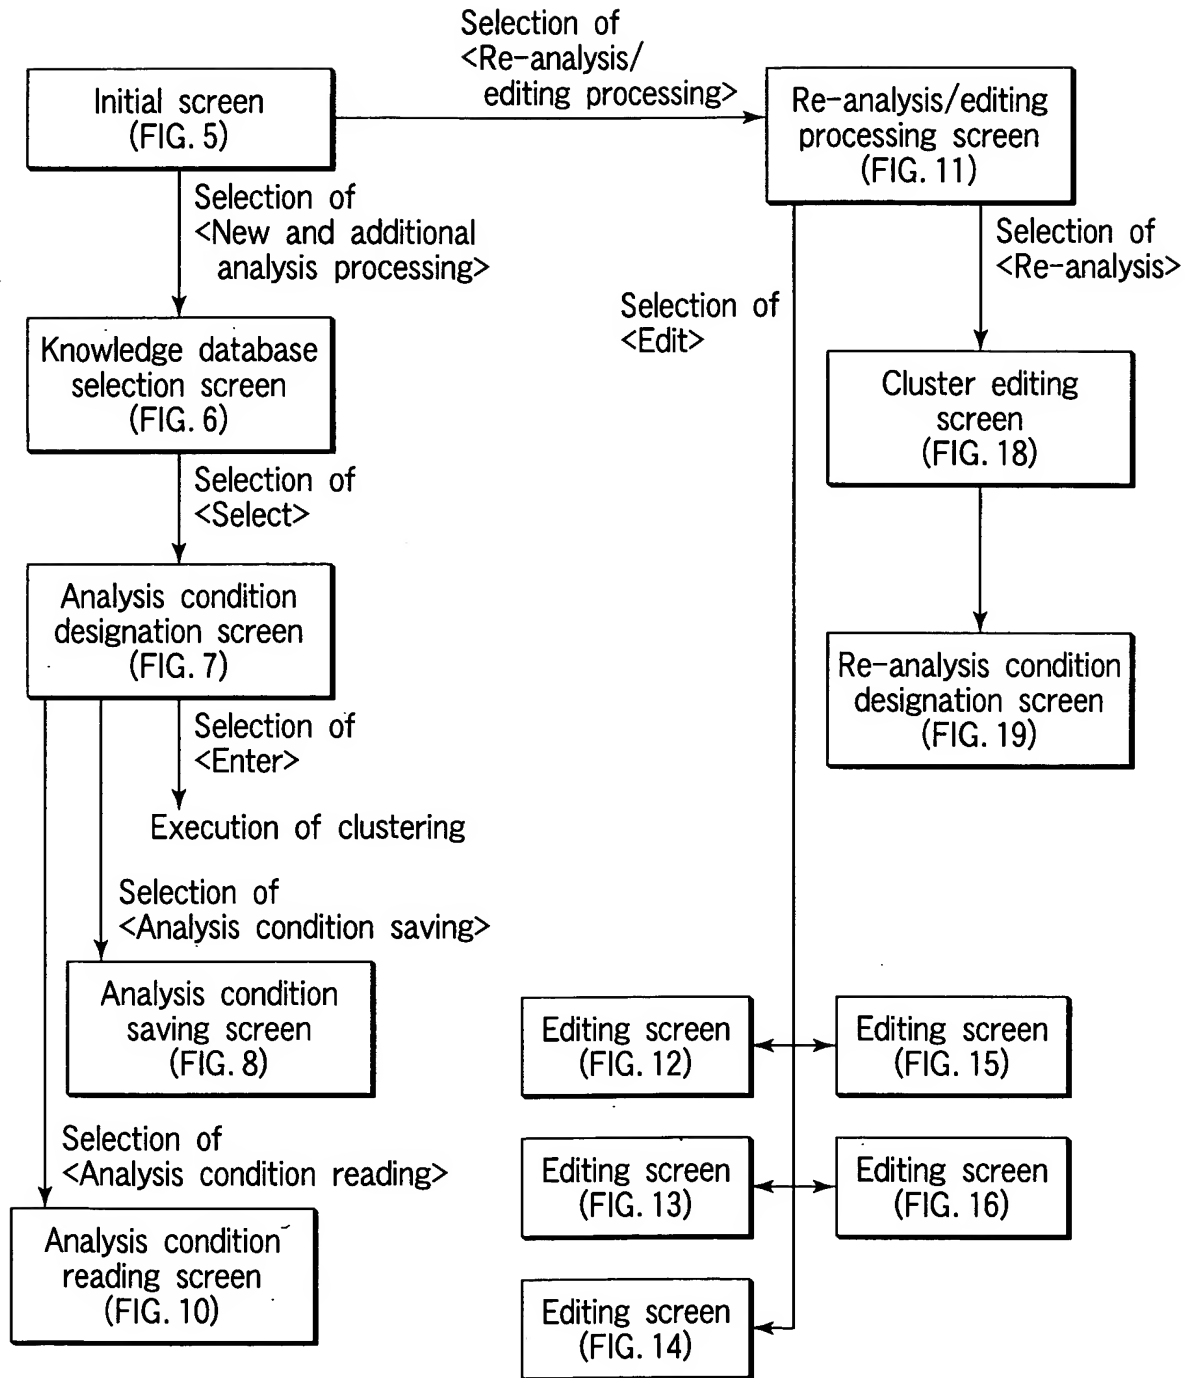 Selection of
<Re-analysis/
editing processing>
Initial screen
(FIG. 5)
Re-analysis/editing
processing screen
(FIG. 11)
Selection of
<New and additional
analysis processing>
Selection of
<Re-analysis>
Selection of
<Edit>
Knowledge database
selection screen
(FIG. 6)
Cluster editing
screen
(FIG. 18)
Selection of
<Select>
Analysis condition
designation screen
(FIG. 7)
Re-analysis condition
designation screen
(FIG. 19)
Selection of
<Enter>
Execution of clustering
Selection of
<Analysis condition saving>
Analysis condition
saving screen
(FIG. 8)
Editing screen
(FIG. 12)
Editing screen
(FIG. 15)
Selection of
<Analysis condition reading>
Editing screen
(FIG. 13)
Editing screen
(FIG. 16)
Analysis condition
reading screen
(FIG. 10)
Editing screen
(FIG. 14)